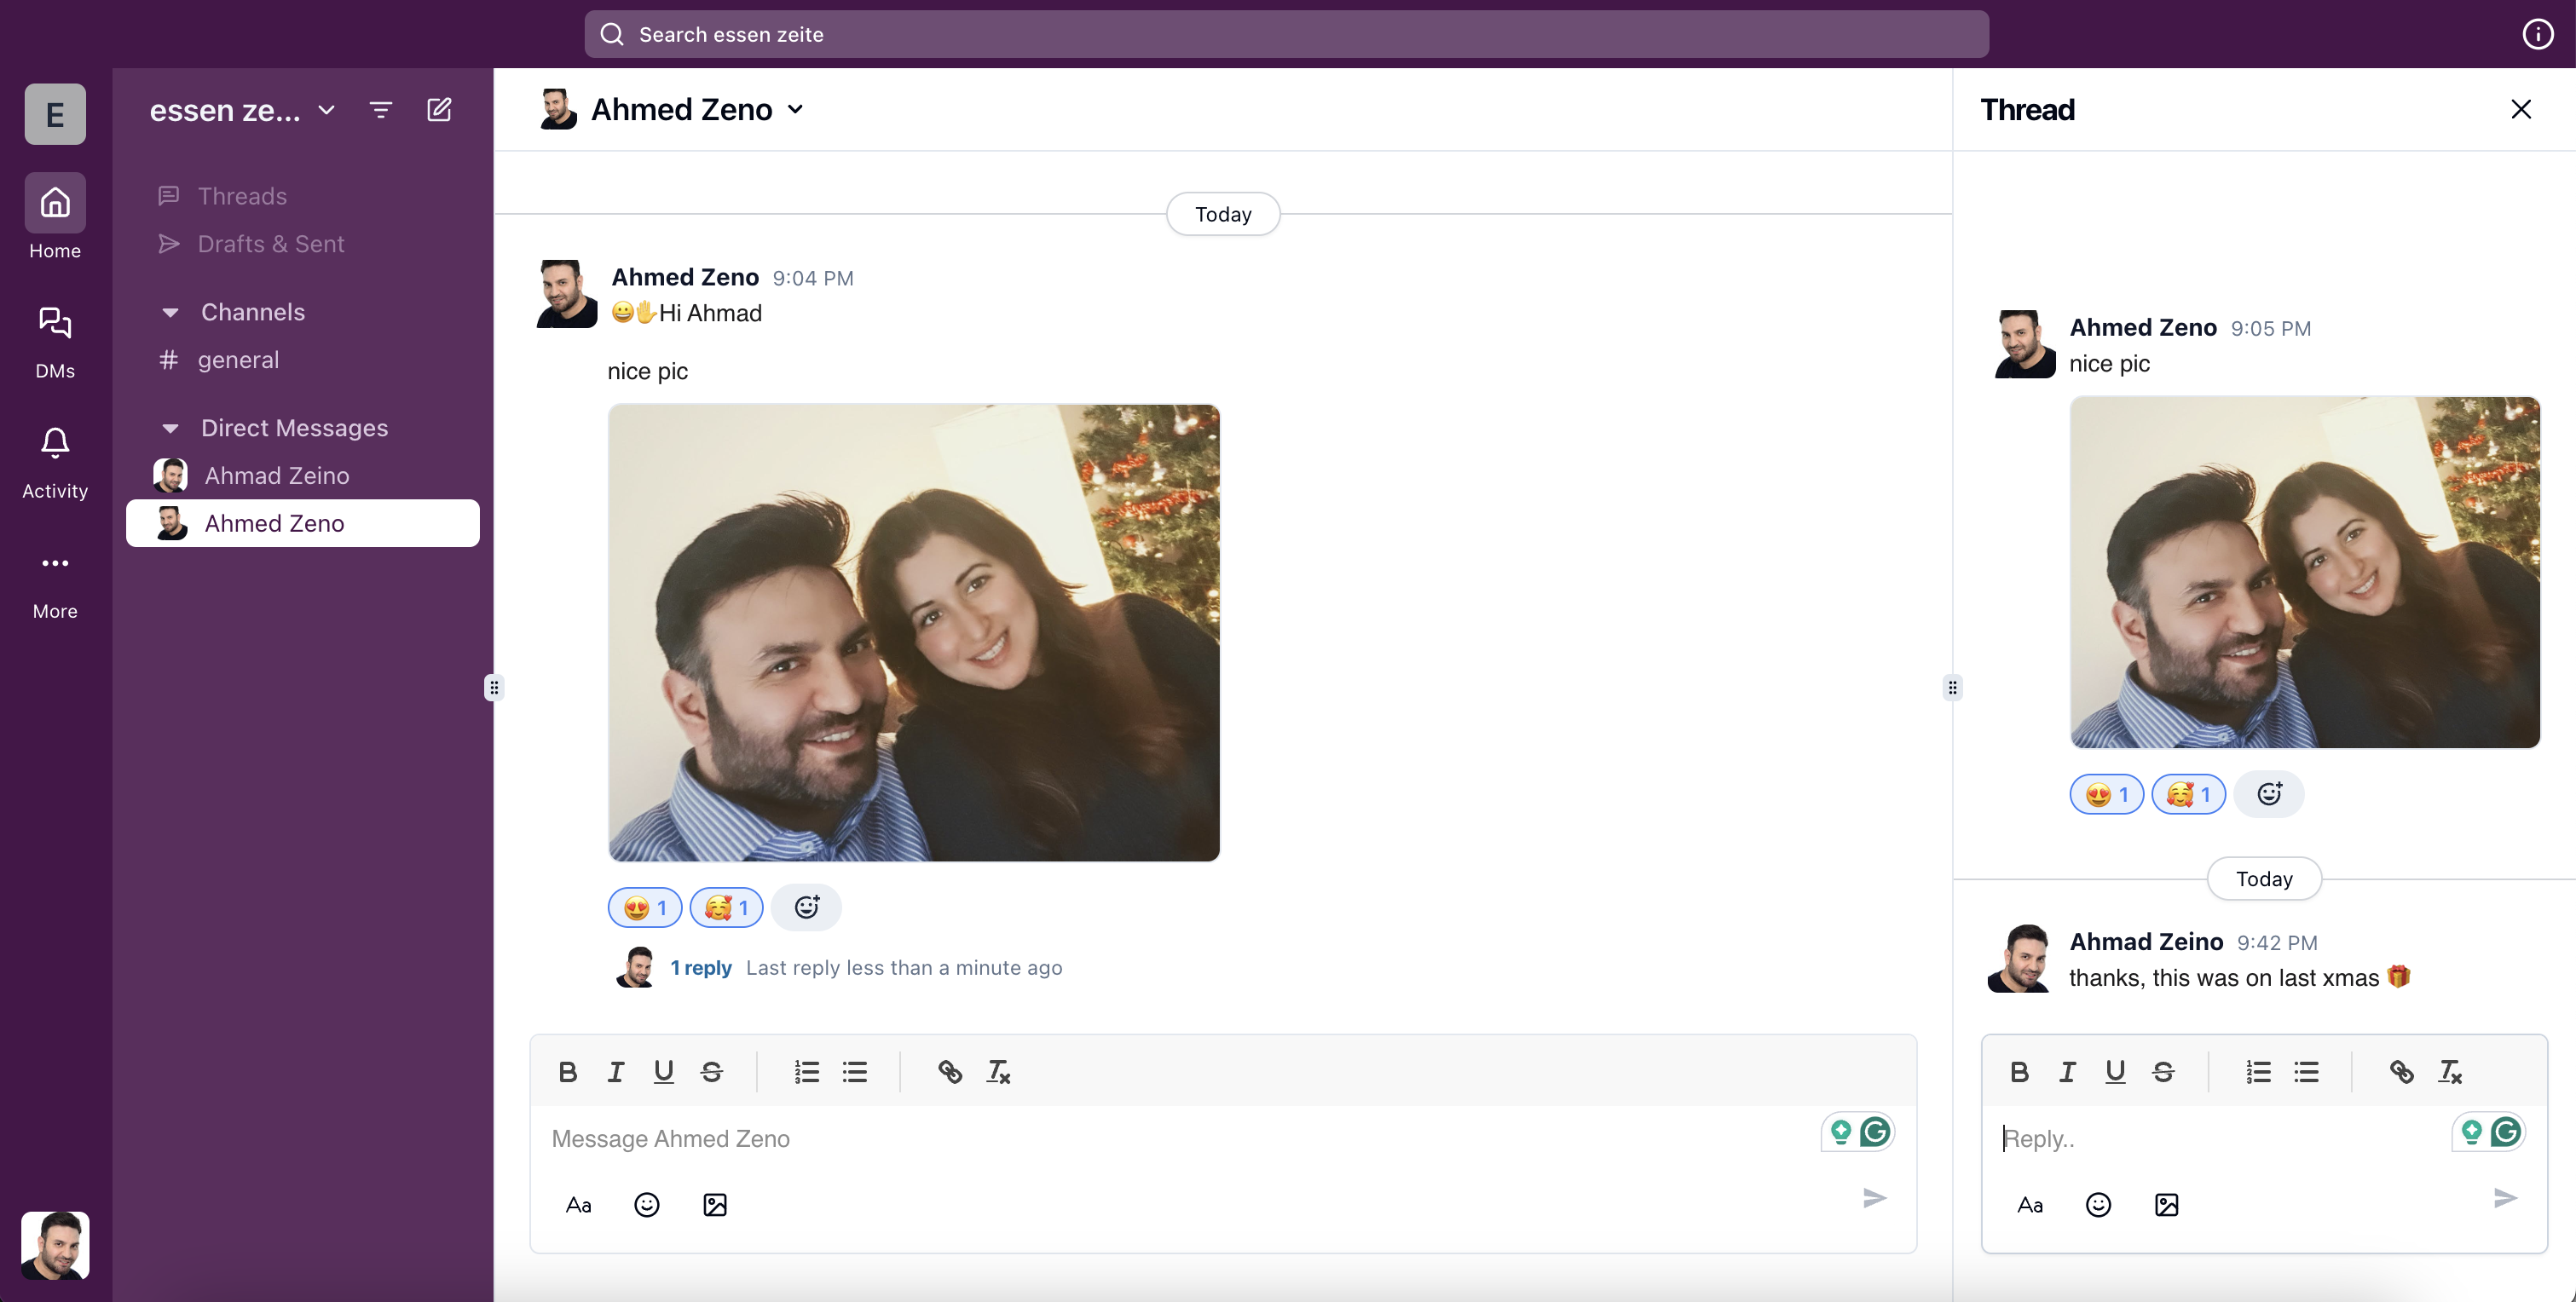 Search essen zeite
E
Home
DMs
Activity
More
essen ze...
Threads
Drafts & Sent
Channels
# general
Direct Messages
Ahmad Zeino
Ahmed Zeno
Ahmed Zeno
Today
Ahmed Zeno 9:04 PM
😀✋Hi Ahmad
nice pic
😍 1 🥰 1
1 reply Last reply less than a minute ago
B I U S
Message Ahmed Zeno
Aa
Thread
Ahmed Zeno 9:05 PM
nice pic
😍 1 🥰 1
Today
Ahmad Zeino 9:42 PM
thanks, this was on last xmas 🎁
B I U S
Reply..
Aa